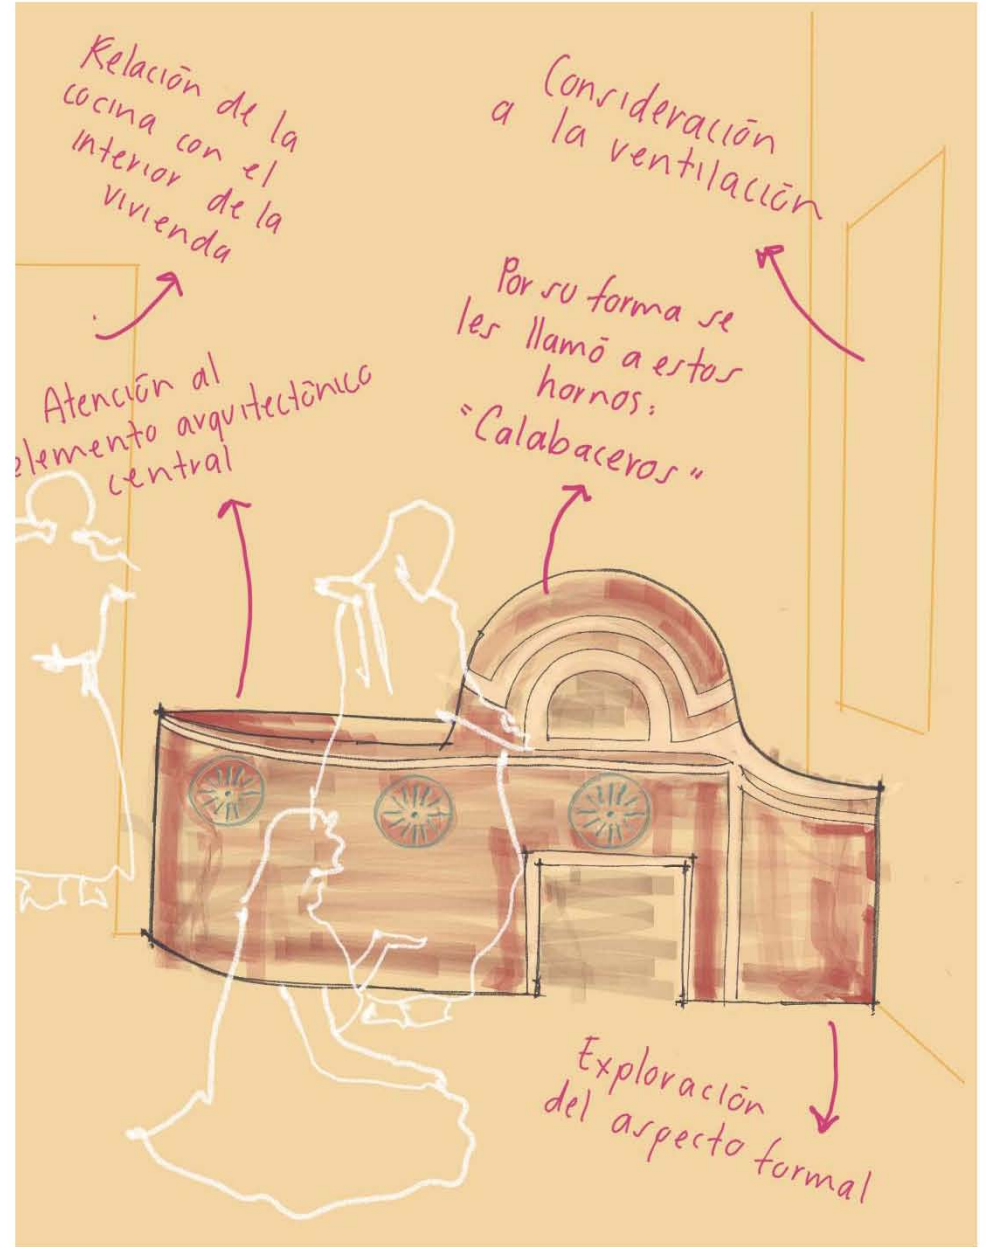 Relación de la
cocina con el
interior de la
vivienda
Consideración
a la ventilación
Por su forma se
les llamó a estos
hornos:
"Calabaceros"
Atención al
elemento arquitectónico
central
Exploración
del aspecto formal